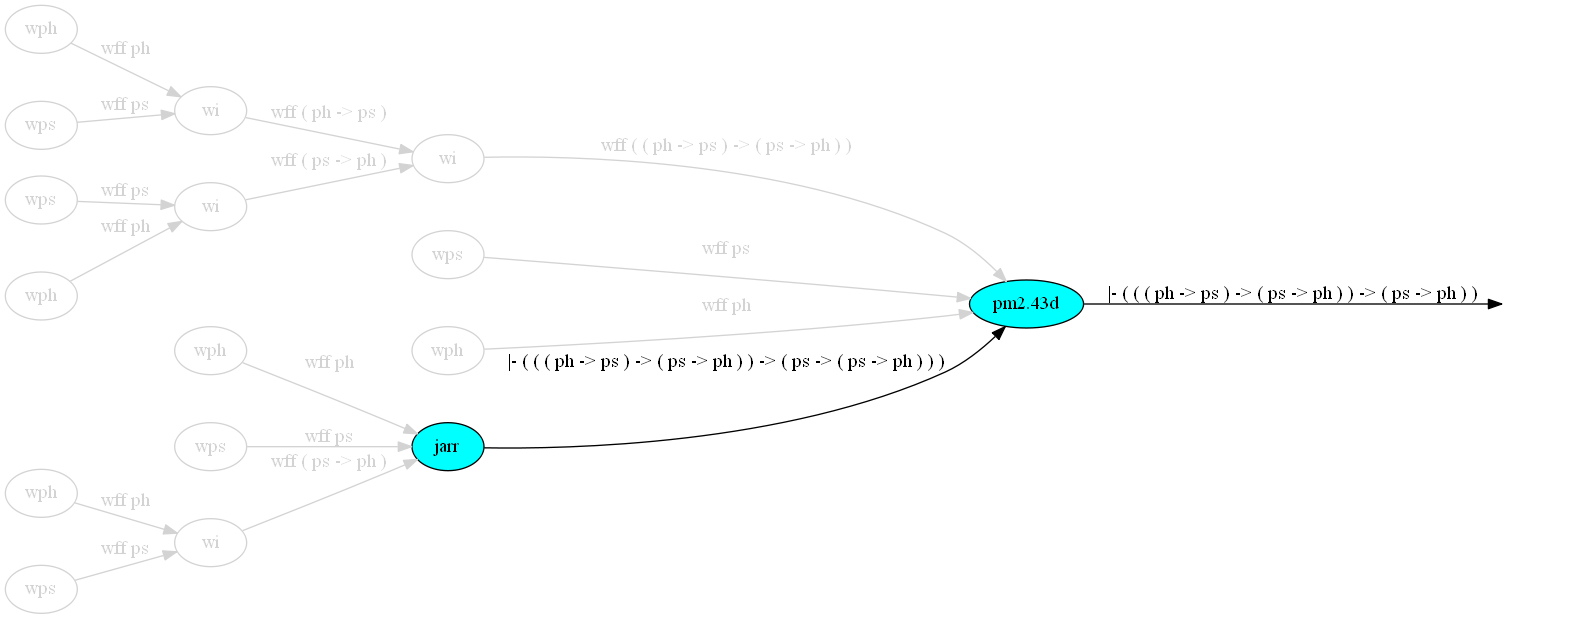 wph
wff ph
wps
wff ps
wi
wff ( ph -> ps )
wps
wff ps
wph
wff ph
wi
wff ( ps -> ph )
wi
wff ( ( ph -> ps ) -> ( ps -> ph ) )
wps
wff ps
wph
wff ph
pm2.43d
|- ( ( ( ph -> ps ) -> ( ps -> ph ) ) -> ( ps -> ph ) )
|- ( ( ( ph -> ps ) -> ( ps -> ph ) ) -> ( ps -> ( ps -> ph ) ) )
wph
wff ph
wps
wff ps
wff ( ps -> ph )
jarr
wph
wff ph
wi
wps
wff ps